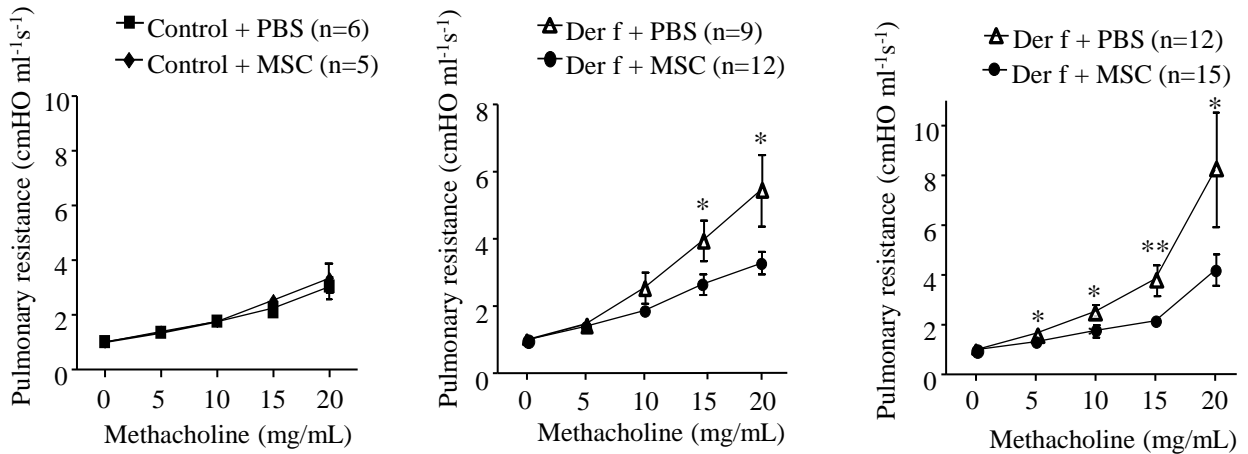 Control + PBS (n=6)
Control + MSC (n=5)
Pulmonary resistance (cmHO ml-1s-1)
10
8
6
4
2
0
0 5 10 15 20
Methacholine (mg/mL)
Der f + PBS (n=9)
Der f + MSC (n=12)
Pulmonary resistance (cmHO ml-1s-1)
8
6
4
2
0
* *
0 5 10 15 20
Methacholine (mg/mL)
Der f + PBS (n=12)
Der f + MSC (n=15)
Pulmonary resistance (cmHO ml-1s-1)
10
8
6
4
2
0
* * ** *
0 5 10 15 20
Methacholine (mg/mL)